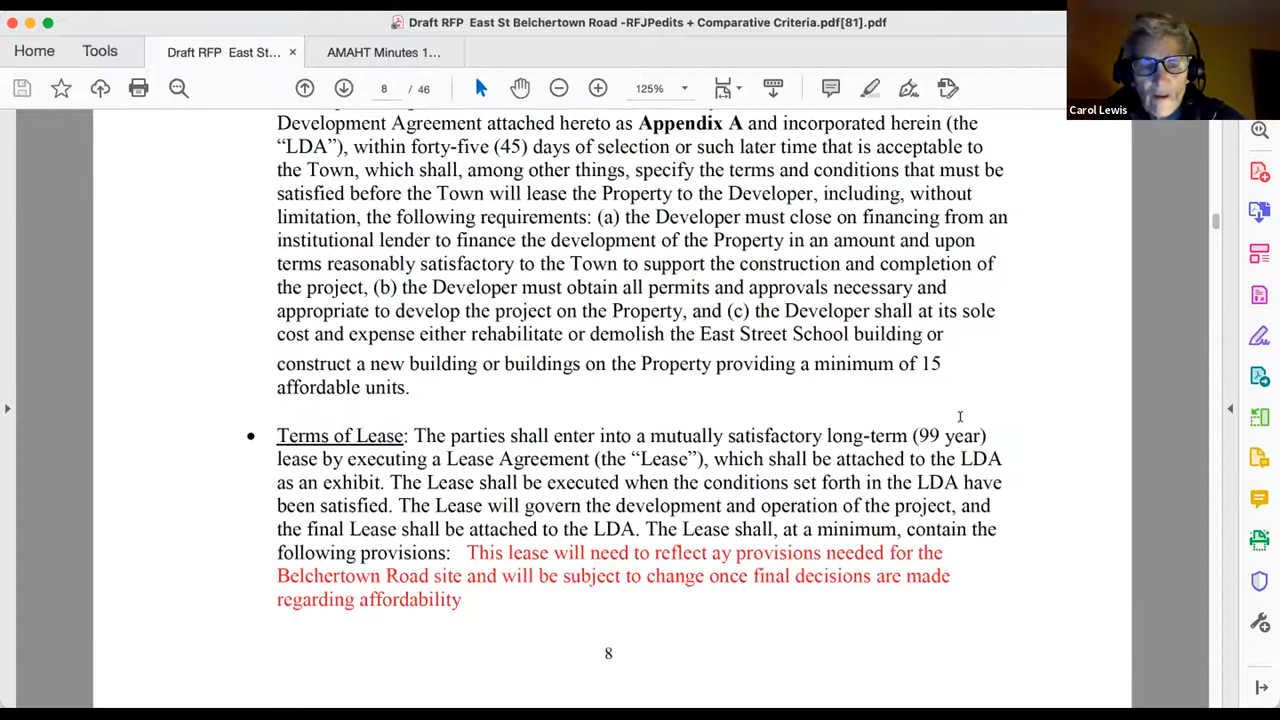 Draft RFP East St Belchertown Road -RFJPedits + Comparative Criteria.pdf[81].pdf
Home Tools Draft RFP East St... × AMAHT Minutes 1...
8 / 46 125%
Carol Lewis
Development Agreement attached hereto as Appendix A and incorporated herein (the
“LDA”), within forty-five (45) days of selection or such later time that is acceptable to
the Town, which shall, among other things, specify the terms and conditions that must be
satisfied before the Town will lease the Property to the Developer, including, without
limitation, the following requirements: (a) the Developer must close on financing from an
institutional lender to finance the development of the Property in an amount and upon
terms reasonably satisfactory to the Town to support the construction and completion of
the project, (b) the Developer must obtain all permits and approvals necessary and
appropriate to develop the project on the Property, and (c) the Developer shall at its sole
cost and expense either rehabilitate or demolish the East Street School building or
construct a new building or buildings on the Property providing a minimum of 15
affordable units.
• Terms of Lease: The parties shall enter into a mutually satisfactory long-term (99 year)
lease by executing a Lease Agreement (the “Lease”), which shall be attached to the LDA
as an exhibit. The Lease shall be executed when the conditions set forth in the LDA have
been satisfied. The Lease will govern the development and operation of the project, and
the final Lease shall be attached to the LDA. The Lease shall, at a minimum, contain the
following provisions: This lease will need to reflect ay provisions needed for the
Belchertown Road site and will be subject to change once final decisions are made
regarding affordability
8